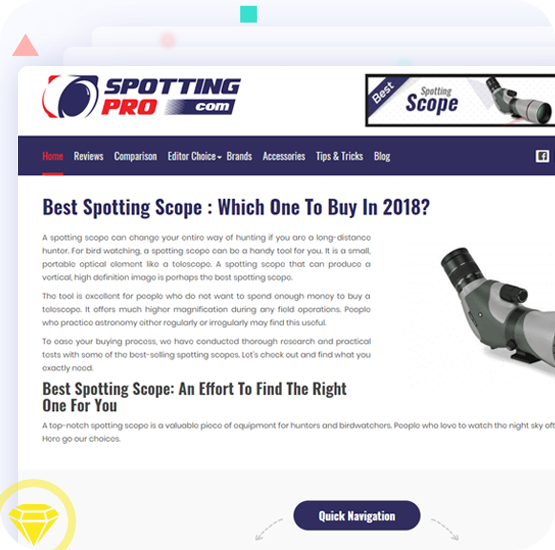 SPOTTING
PRO com
Best
Spotting
Scope
Home Reviews Comparison Editor Choice Brands Accessories Tips & Tricks Blog
Best Spotting Scope : Which One To Buy In 2018?
A spotting scope can change your entire way of hunting if you are a long-distance
hunter. For bird watching, a spotting scope can be a handy tool for you. It is a small,
portable optical element like a telescope. A spotting scope that can produce a
vertical, high definition image is perhaps the best spotting scope.
The tool is excellent for people who do not want to spend enough money to buy a
telescope. It offers much higher magnification during any field operations. People
who practice astronomy either regularly or irregularly may find this useful.
To ease your buying process, we have conducted thorough research and practical
tests with some of the best-selling spotting scopes. Let's check out and find what you
exactly need.
Best Spotting Scope: An Effort To Find The Right
One For You
A top-notch spotting scope is a valuable piece of equipment for hunters and birdwatchers. People who love to watch the night sky oft
Here go our choices.
Quick Navigation